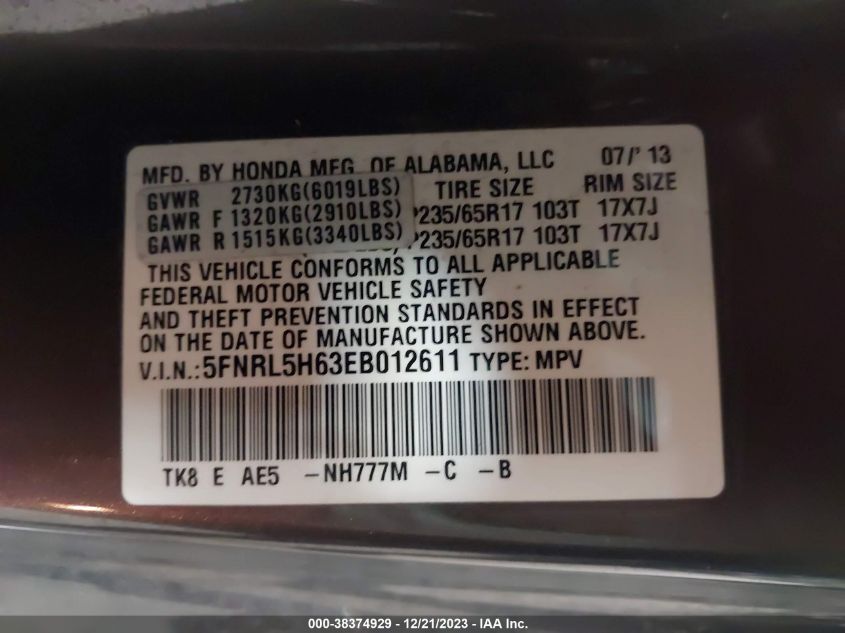 MFD. BY HONDA MFG. OF ALABAMA, LLC 07/' 13
GVWR 2730KG(6019LBS) TIRE SIZE RIM SIZE
GAWR F 1320KG(2910LBS) P235/65R17 103T 17X7J
GAWR R 1515KG(3340LBS) P235/65R17 103T 17X7J
THIS VEHICLE CONFORMS TO ALL APPLICABLE
FEDERAL MOTOR VEHICLE SAFETY
AND THEFT PREVENTION STANDARDS IN EFFECT
ON THE DATE OF MANUFACTURE SHOWN ABOVE.
V.I.N.:5FNRL5H63EB012611 TYPE: MPV
TK8 E AE5 -NH777M -C -B
000-38374929 - 12/21/2023 - IAA Inc.